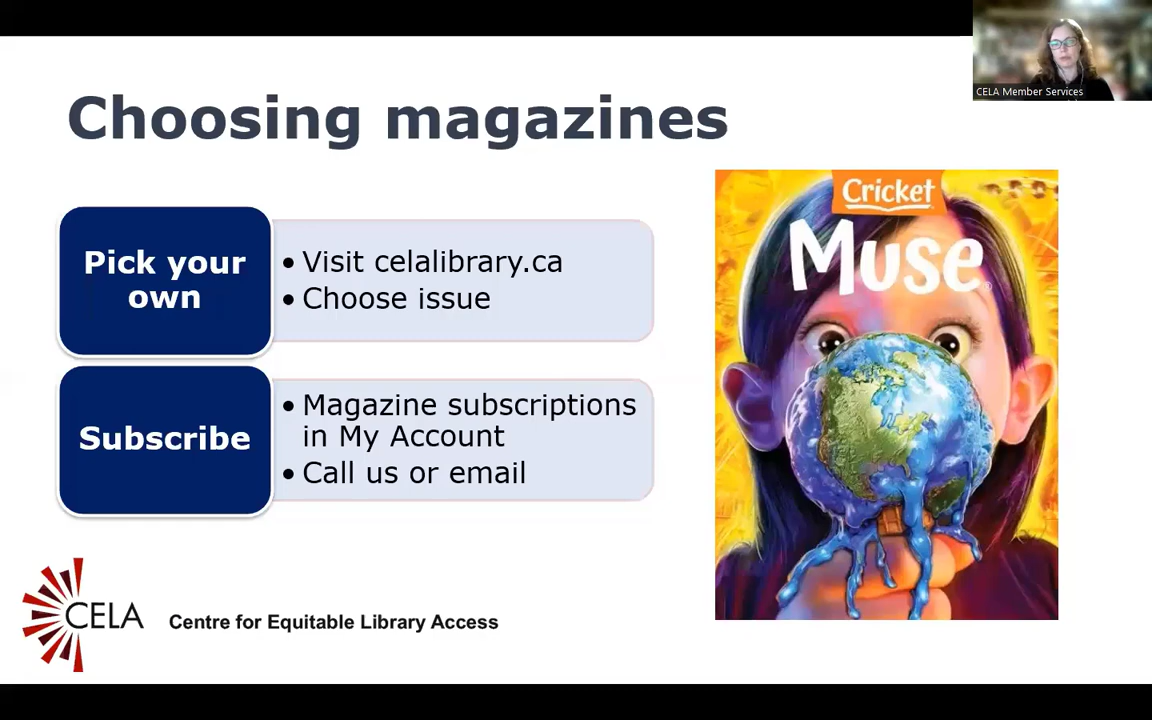 CELA Member Services
Choosing magazines
Pick your
own
• Visit celalibrary.ca
• Choose issue
Subscribe
• Magazine subscriptions
in My Account
• Call us or email
Cricket
Muse®
CELA
Centre for Equitable Library Access